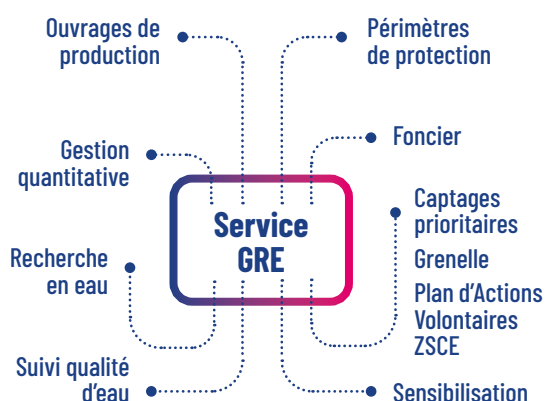 Ouvrages de
production
Périmètres
de protection
Gestion
quantitative
Foncier
Service
GRE
Captages
prioritaires
Grenelle
Plan d'Actions
Volontaires
ZSCE
Recherche
en eau
Suivi qualité
d'eau
Sensibilisation